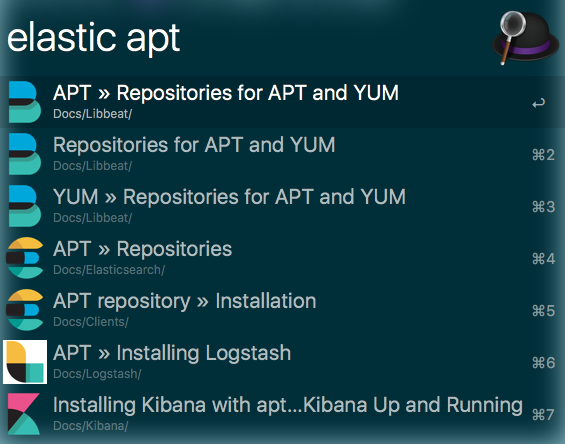 elastic apt
APT » Repositories for APT and YUM
Docs/Libbeat/
↩
Repositories for APT and YUM
Docs/Libbeat/
⌘2
YUM » Repositories for APT and YUM
Docs/Libbeat/
⌘3
APT » Repositories
Docs/Elasticsearch/
⌘4
APT repository » Installation
Docs/Clients/
⌘5
APT » Installing Logstash
Docs/Logstash/
⌘6
Installing Kibana with apt...Kibana Up and Running
Docs/Kibana/
⌘7